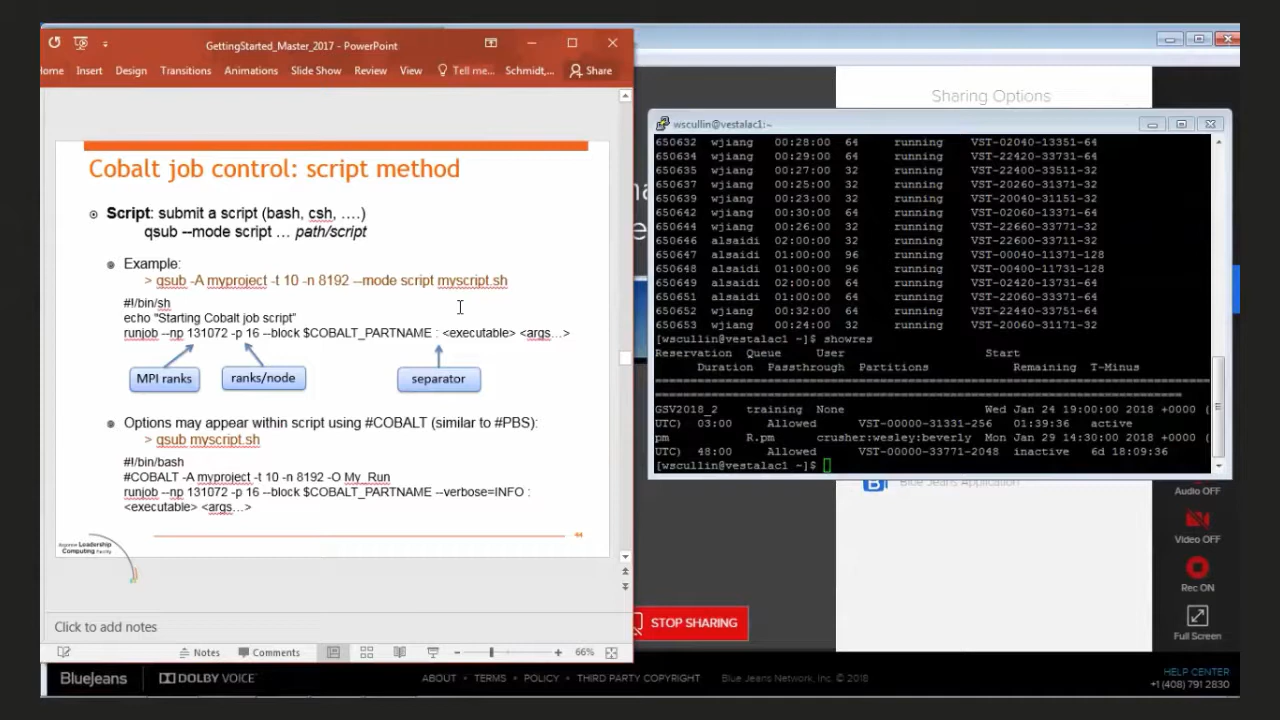 GettingStarted_Master_2017 - PowerPoint
ome Insert Design Transitions Animations Slide Show Review View Tell me... Schmidt,... Share
Cobalt job control: script method
Script: submit a script (bash, csh, ….)
qsub --mode script … path/script
Example:
> qsub -A myproject -t 10 -n 8192 --mode script myscript.sh
#!/bin/sh
echo "Starting Cobalt job script"
runjob --np 131072 -p 16 --block $COBALT_PARTNAME : <executable> <args…>
MPI ranks
ranks/node
separator
Options may appear within script using #COBALT (similar to #PBS):
> qsub myscript.sh
#!/bin/bash
#COBALT -A myproject -t 10 -n 8192 -O My_Run
runjob --np 131072 -p 16 --block $COBALT_PARTNAME --verbose=INFO :
<executable> <args…>
Argonne Leadership
Computing Facility
44
Click to add notes
Notes Comments 66%
Sharing Options
wscullin@vestalac1:~
650632 wjiang 00:28:00 64 running VST-02040-13351-64
650634 wjiang 00:29:00 64 running VST-22420-33731-64
650635 wjiang 00:27:00 32 running VST-22400-33511-32
650637 wjiang 00:25:00 32 running VST-20260-31371-32
650639 wjiang 00:23:00 32 running VST-20040-31151-32
650642 wjiang 00:30:00 64 running VST-02060-13371-64
650644 wjiang 00:26:00 32 running VST-22660-33771-32
650646 alsaidi 02:00:00 32 running VST-22600-33711-32
650647 alsaidi 01:00:00 96 running VST-00040-11371-128
650648 alsaidi 01:00:00 96 running VST-00400-11731-128
650649 alsaidi 02:00:00 64 running VST-02420-13731-64
650651 alsaidi 01:00:00 64 running VST-22060-33371-64
650652 wjiang 00:30:00 64 running VST-22640-33751-64
650653 wjiang 00:24:00 32 running VST-20060-31171-32
[wscullin@vestalac1 ~]$ showres
Reservation Queue User Start
Duration Passthrough Partitions Remaining T-Minus
================================================================
GSV2018_2 training None Wed Jan 24 19:00:00 2018 +0000 (
UTC) 03:00 Allowed VST-00000-31331-256 01:39:36 active
pm R.pm crusher:wesley:beverly Mon Jan 29 14:30:00 2018 +0000 (
UTC) 48:00 Allowed VST-00000-33771-2048 inactive 6d 18:09:36
[wscullin@vestalac1 ~]$
Blue Jeans Application
Audio OFF
Video OFF
Rec ON
Full Screen
STOP SHARING
BlueJeans DOLBY VOICE™ ABOUT • TERMS • POLICY • THIRD PARTY COPYRIGHT Blue Jeans Network, Inc. © 2018
HELP CENTER
+1 (408) 791 2830